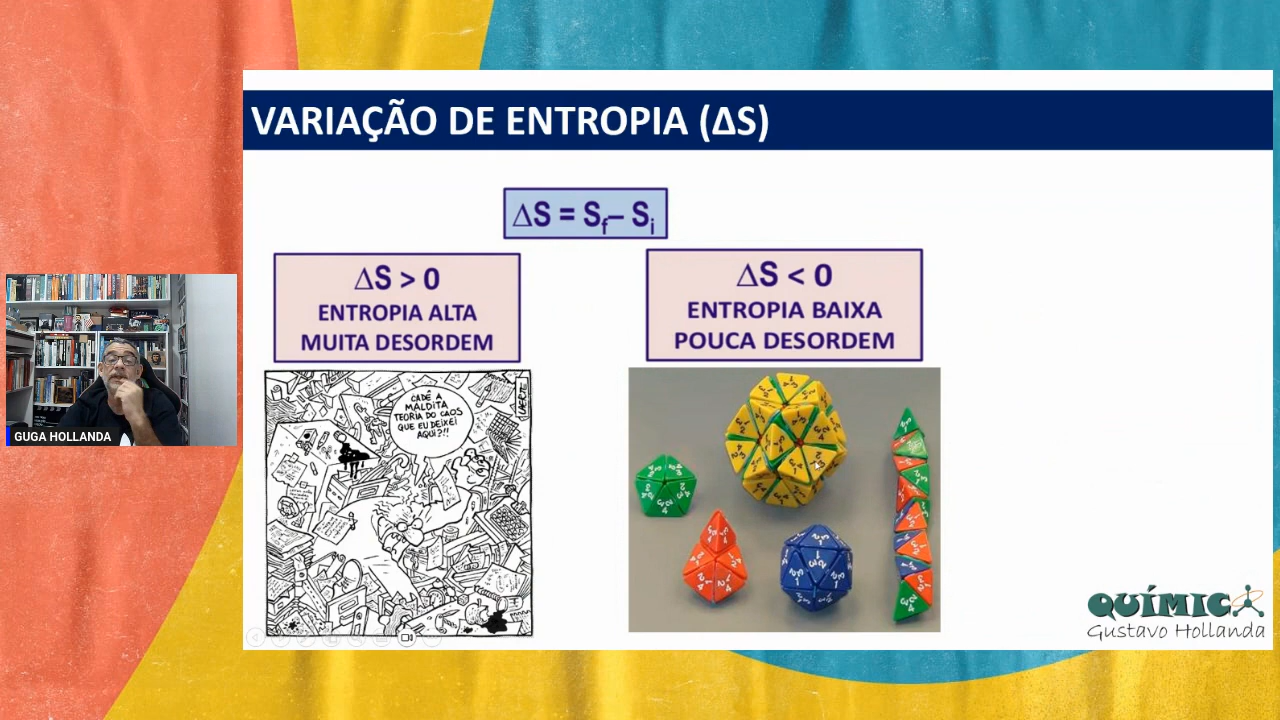 VARIAÇÃO DE ENTROPIA (ΔS)
ΔS = Sf– Si
ΔS > 0
ENTROPIA ALTA
MUITA DESORDEM
ΔS < 0
ENTROPIA BAIXA
POUCA DESORDEM
CADÊ A
MALDITA
TEORIA DO CAOS
QUE EU DEIXEI
AQUI?!!
LAERTE
GUGA HOLLANDA
QUÍMICA
Gustavo Hollanda